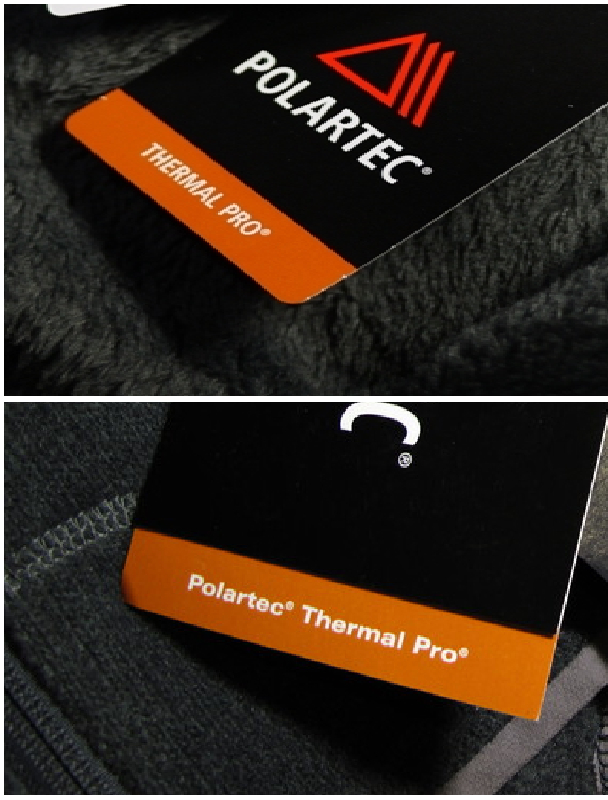 POLARTEC®
THERMAL PRO®
C
®
Polartec® Thermal Pro®